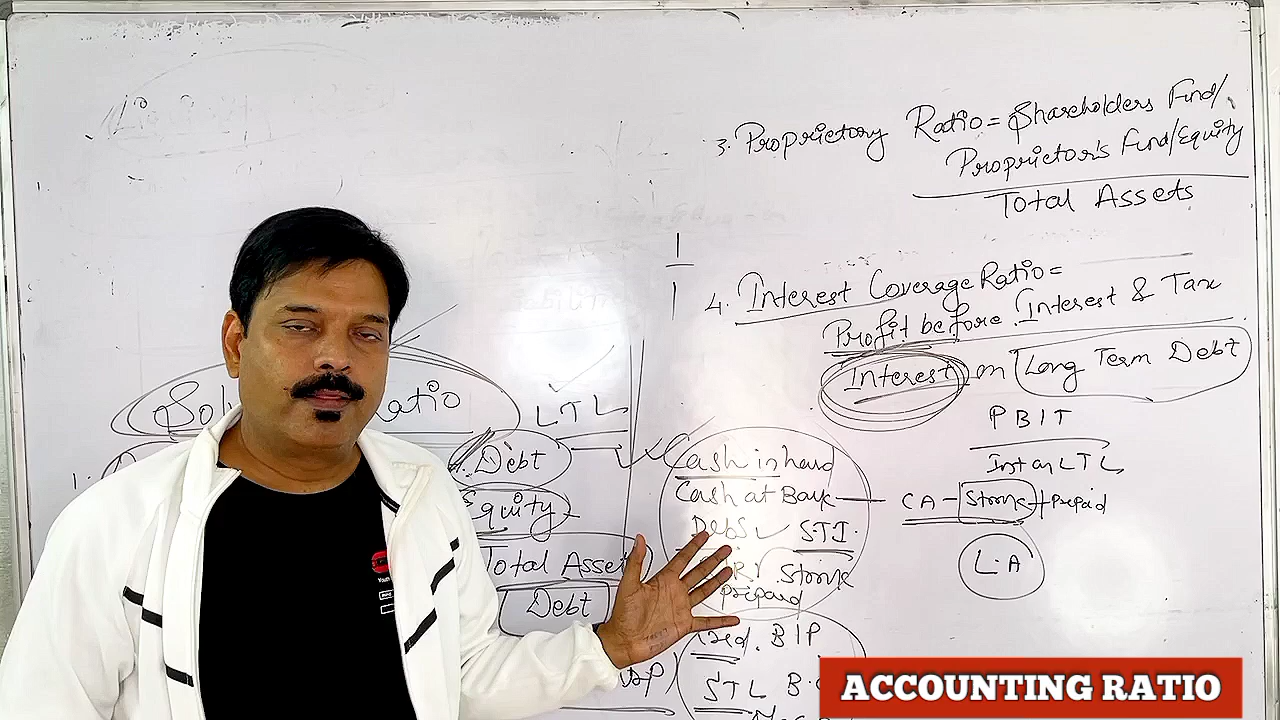 3. Proprietory Ratio = Shareholders Fund/
Proprietor's Fund/Equity
Total Assets
4. Interest Coverage Ratio =
Profit before Interest & Tax
Interest on Long Term Debt
PBIT
Int on LTL
Ratio LTL
1. Debt
Equity
Total Assets
Debt
Cash in hand
Cash at Bank CA - Stock + Prepaid
STI
Stock
prepaid
L.A
B/P
STL
ACCOUNTING RATIO